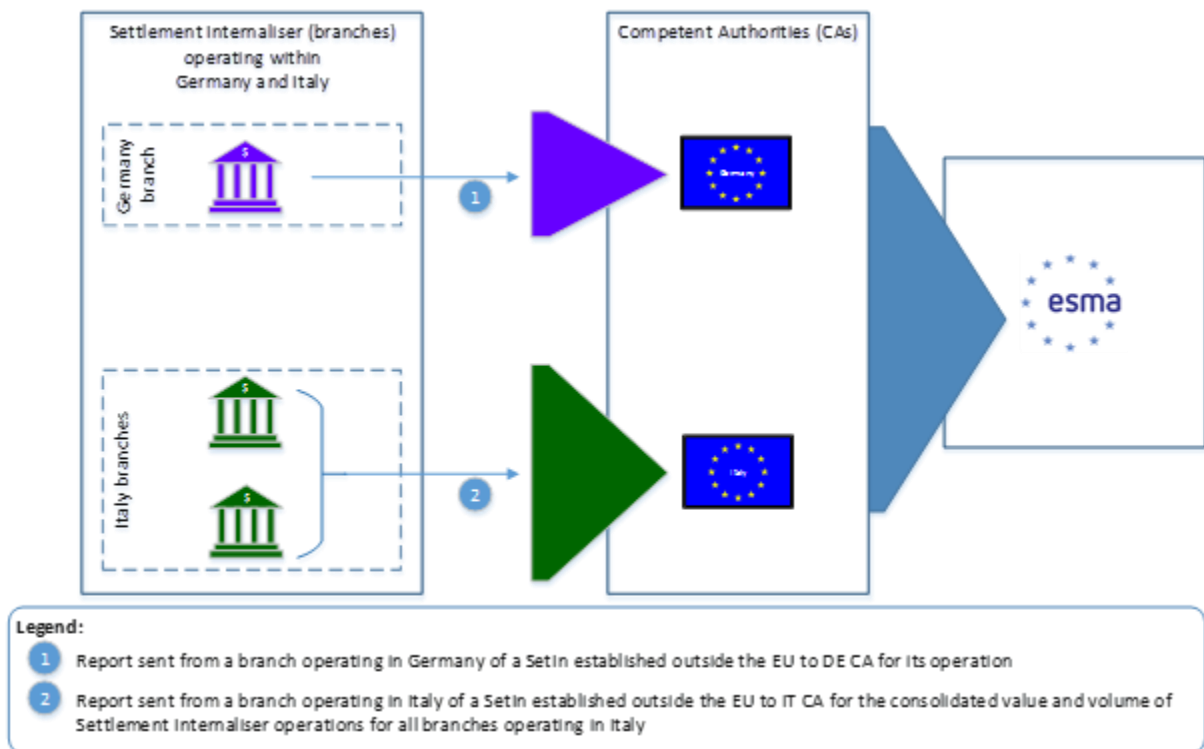 Settlement Internaliser (branches)
operating within
Germany and Italy
Competent Authorities (CAs)
Germany
branch
$
1
Germany
esma
Italy branches
$
$
2
Italy
Legend:
1 Report sent from a branch operating in Germany of a SetIn established outside the EU to DE CA for its operation
2 Report sent from a branch operating in Italy of a SetIn established outside the EU to IT CA for the consolidated value and volume of
Settlement Internaliser operations for all branches operating in Italy